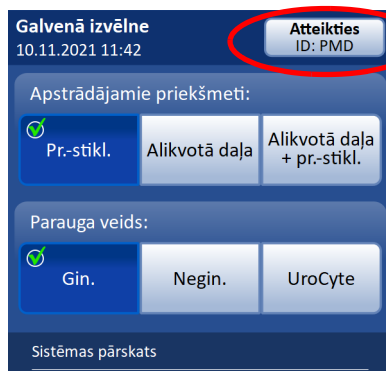 Galvenā izvēlne
10.11.2021 11:42
Atteikties
ID: PMD
Apstrādājamie priekšmeti:
Pr.-stikl.
Alikvotā daļa
Alikvotā daļa
+ pr.-stikl.
Parauga veids:
Gin.
Negin.
UroCyte
Sistēmas pārskats